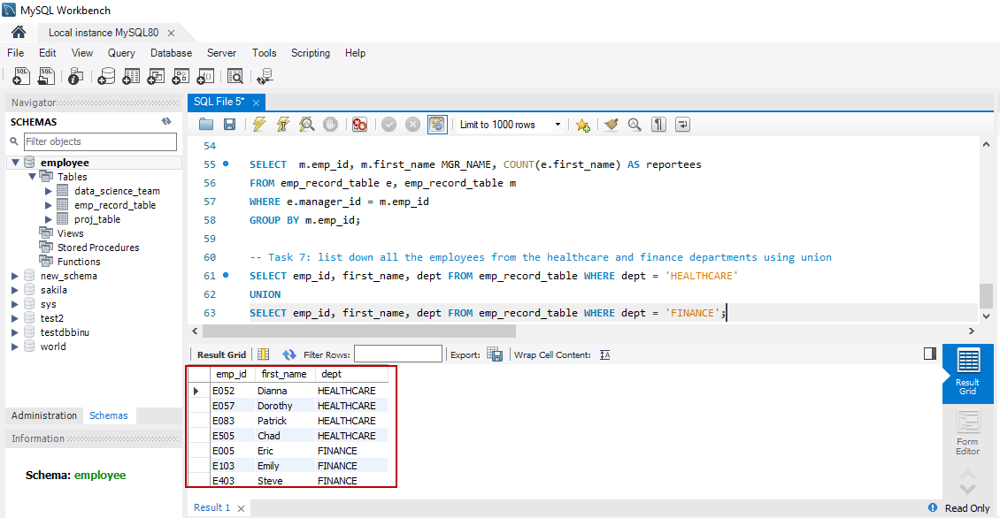 MySQL Workbench
Local instance MySQL80
File Edit View Query Database Server Tools Scripting Help
Navigator
SCHEMAS
Filter objects
employee
Tables
data_science_team
emp_record_table
proj_table
Views
Stored Procedures
Functions
new_schema
sakila
sys
test2
testdbbinu
world
Administration Schemas
Information
Schema: employee
SQL File 5*
Limit to 1000 rows
54
55 SELECT  m.emp_id, m.first_name MGR_NAME, COUNT(e.first_name) AS reportees
56 FROM emp_record_table e, emp_record_table m
57 WHERE e.manager_id = m.emp_id
58 GROUP BY m.emp_id;
59
60 -- Task 7: list down all the employees from the healthcare and finance departments using union
61 SELECT emp_id, first_name, dept FROM emp_record_table WHERE dept = 'HEALTHCARE'
62 UNION
63 SELECT emp_id, first_name, dept FROM emp_record_table WHERE dept = 'FINANCE';
Result Grid Filter Rows: Export: Wrap Cell Content:
emp_id first_name dept
E052 Dianna HEALTHCARE
E057 Dorothy HEALTHCARE
E083 Patrick HEALTHCARE
E505 Chad HEALTHCARE
E005 Eric FINANCE
E103 Emily FINANCE
E403 Steve FINANCE
Result
Grid
Form
Editor
Result 1
Read Only